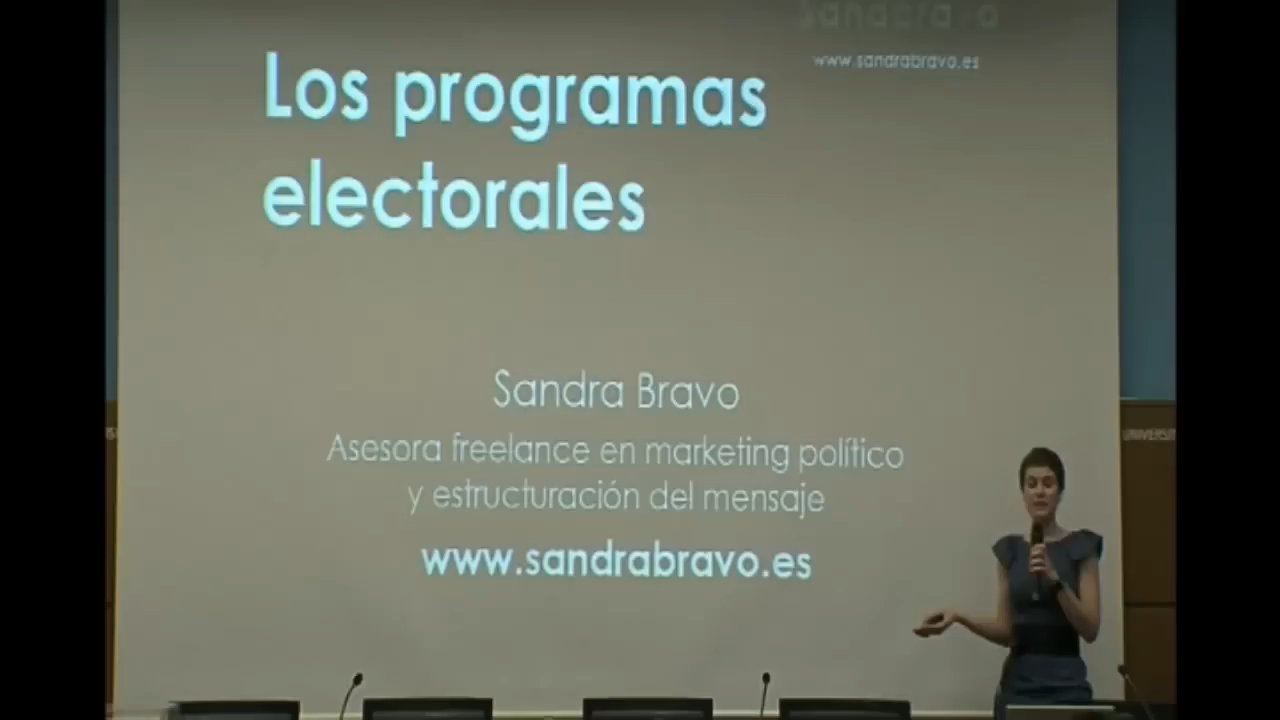 www.sandrabravo.es
Los programas
electorales
Sandra Bravo
Asesora freelance en marketing político
y estructuración del mensaje
www.sandrabravo.es